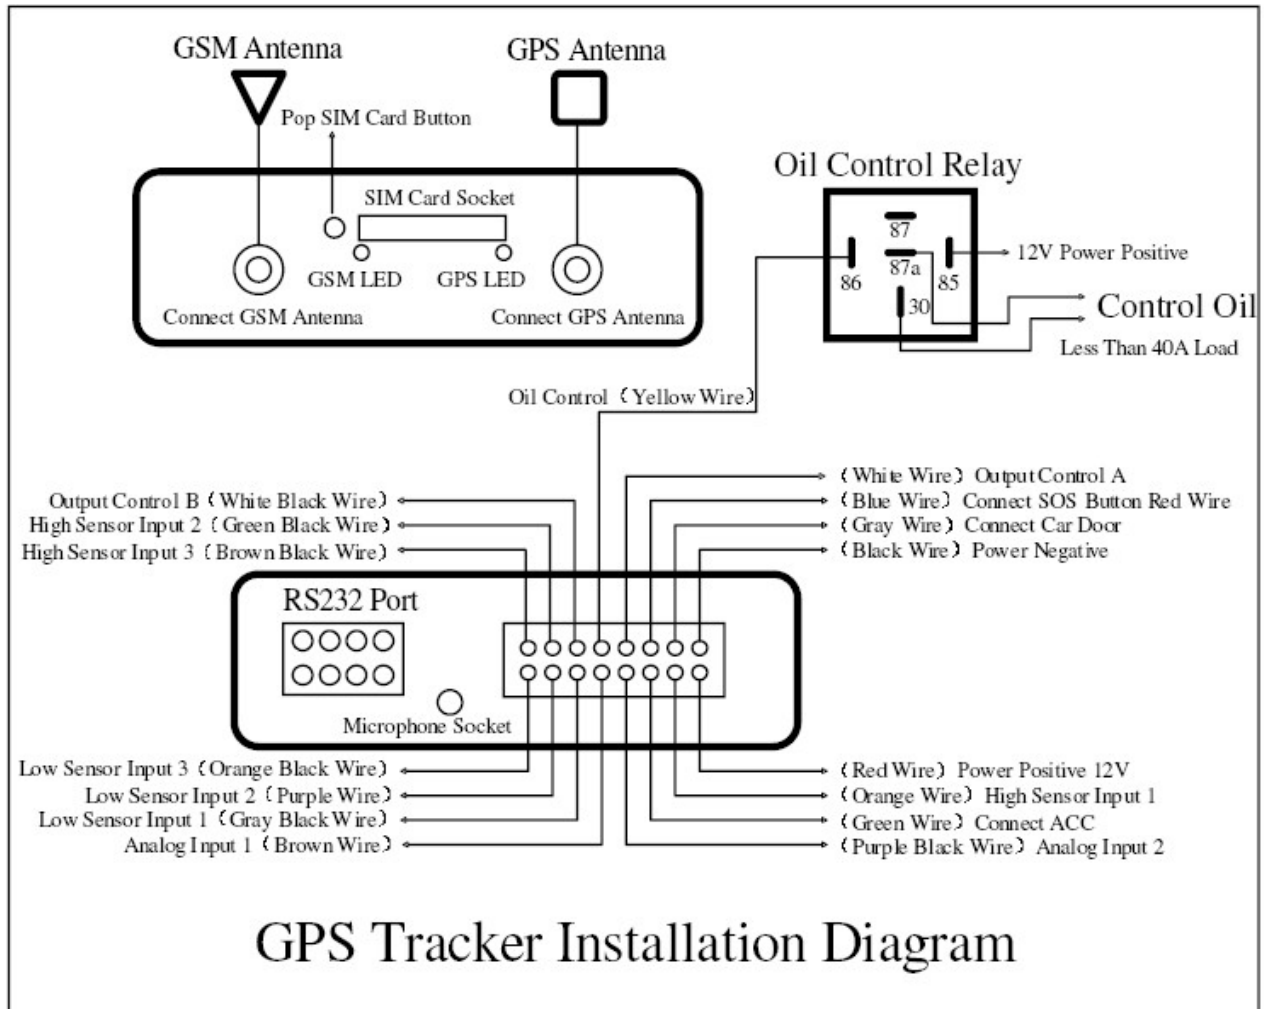 GSM Antenna
GPS Antenna
Pop SIM Card Button
SIM Card Socket
GSM LED
GPS LED
Connect GSM Antenna
Connect GPS Antenna
Oil Control Relay
87
87a
86
85
30
12V Power Positive
Control Oil
Less Than 40A Load
Oil Control (Yellow Wire)
Output Control B (White Black Wire)
High Sensor Input 2 (Green Black Wire)
High Sensor Input 3 (Brown Black Wire)
(White Wire) Output Control A
(Blue Wire) Connect SOS Button Red Wire
(Gray Wire) Connect Car Door
(Black Wire) Power Negative
RS232 Port
Microphone Socket
Low Sensor Input 3 (Orange Black Wire)
Low Sensor Input 2 (Purple Wire)
Low Sensor Input 1 (Gray Black Wire)
Analog Input 1 (Brown Wire)
(Red Wire) Power Positive 12V
(Orange Wire) High Sensor Input 1
(Green Wire) Connect ACC
(Purple Black Wire) Analog Input 2
GPS Tracker Installation Diagram